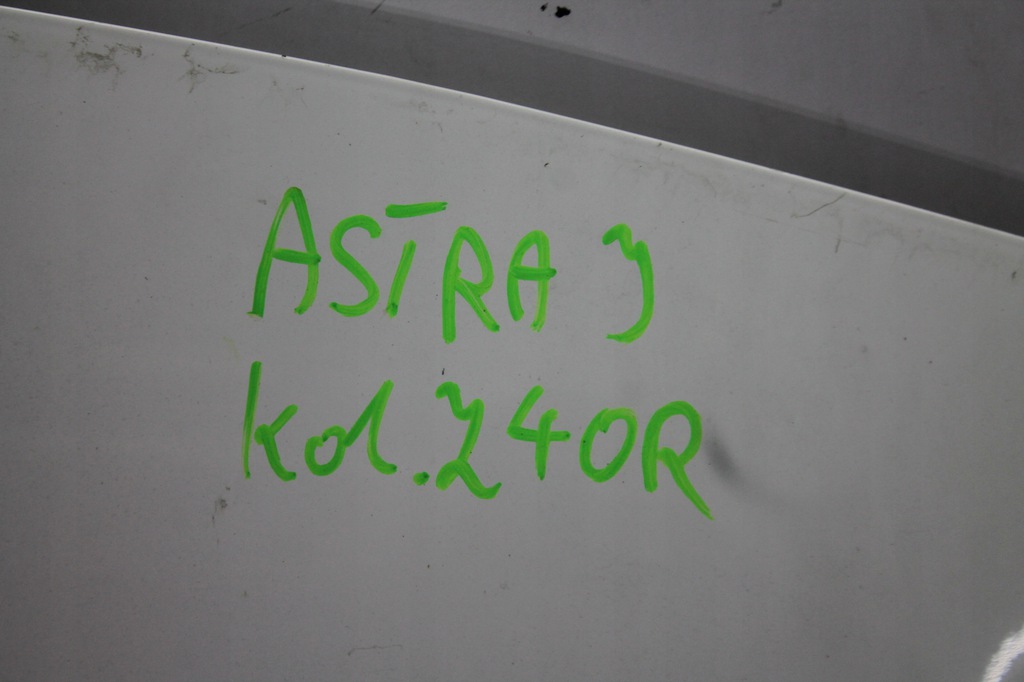 ASTRA J
kol. Z40R